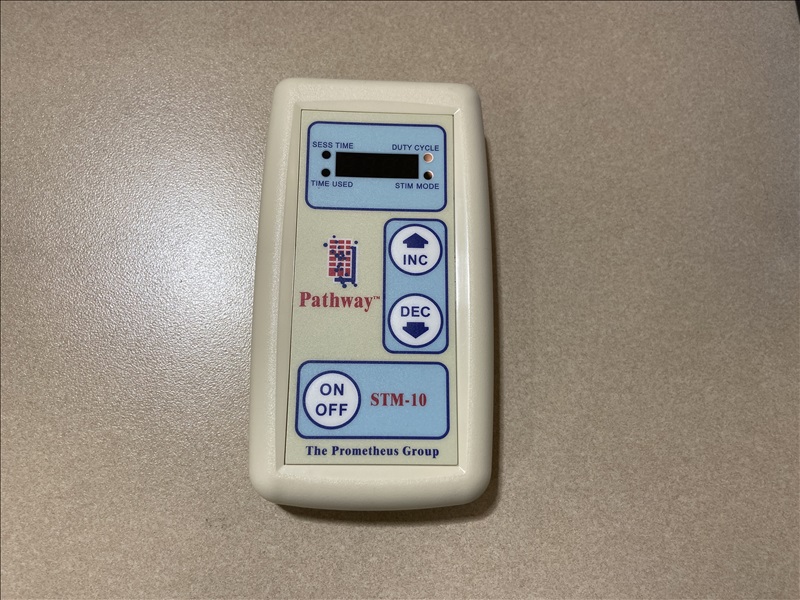 SESS TIME
DUTY CYCLE
TIME USED
STIM MODE
INC
Pathway™
DEC
ON
OFF
STM-10
The Prometheus Group